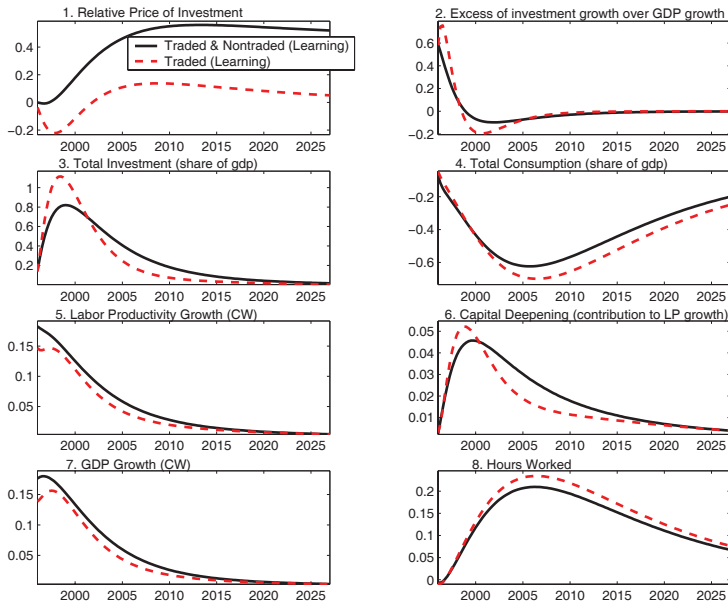 1. Relative Price of Investment
0.4
0.2
0
−0.2
2000 2005 2010 2015 2020 2025
Traded & Nontraded (Learning)
Traded (Learning)
2. Excess of investment growth over GDP growth
0.6
0.4
0.2
0
−0.2
2000 2005 2010 2015 2020 2025
3. Total Investment (share of gdp)
1
0.8
0.6
0.4
0.2
2000 2005 2010 2015 2020 2025
4. Total Consumption (share of gdp)
−0.2
−0.4
−0.6
2000 2005 2010 2015 2020 2025
5. Labor Productivity Growth (CW)
0.15
0.1
0.05
2000 2005 2010 2015 2020 2025
6. Capital Deepening (contribution to LP growth)
0.05
0.04
0.03
0.02
0.01
2000 2005 2010 2015 2020 2025
7. GDP Growth (CW)
0.15
0.1
0.05
2000 2005 2010 2015 2020 2025
8. Hours Worked
0.2
0.15
0.1
0.05
0
2000 2005 2010 2015 2020 2025